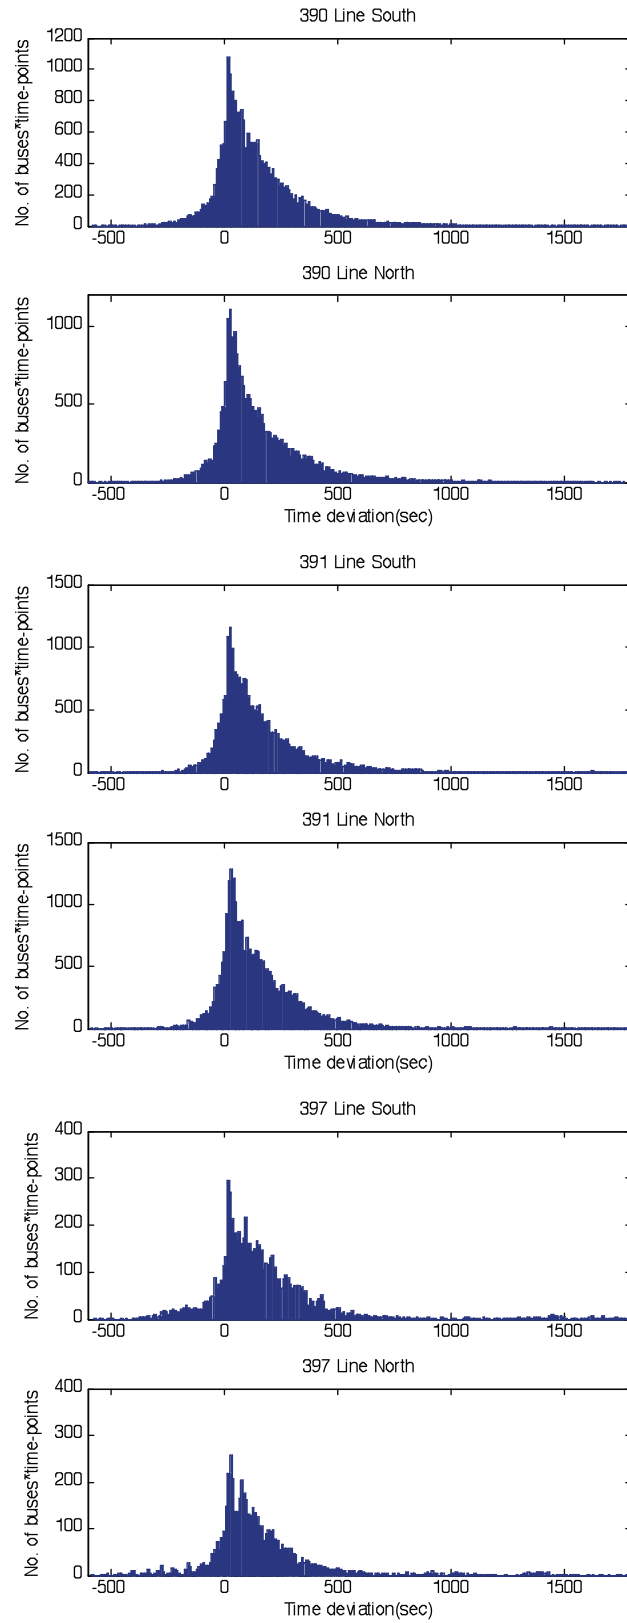 390 Line South
No. of buses*time-points
1200
1000
800
600
400
200
0
-500 0 500 1000 1500
390 Line North
No. of buses*time-points
1000
500
0
-500 0 500 1000 1500
Time deviation(sec)
391 Line South
No. of buses*time-points
1500
1000
500
0
-500 0 500 1000 1500
391 Line North
No. of buses*time-points
1500
1000
500
0
-500 0 500 1000 1500
Time deviation(sec)
397 Line South
No. of buses*time-points
400
300
200
100
0
-500 0 500 1000 1500
397 Line North
No. of buses*time-points
400
300
200
100
0
-500 0 500 1000 1500
Time deviation(sec)